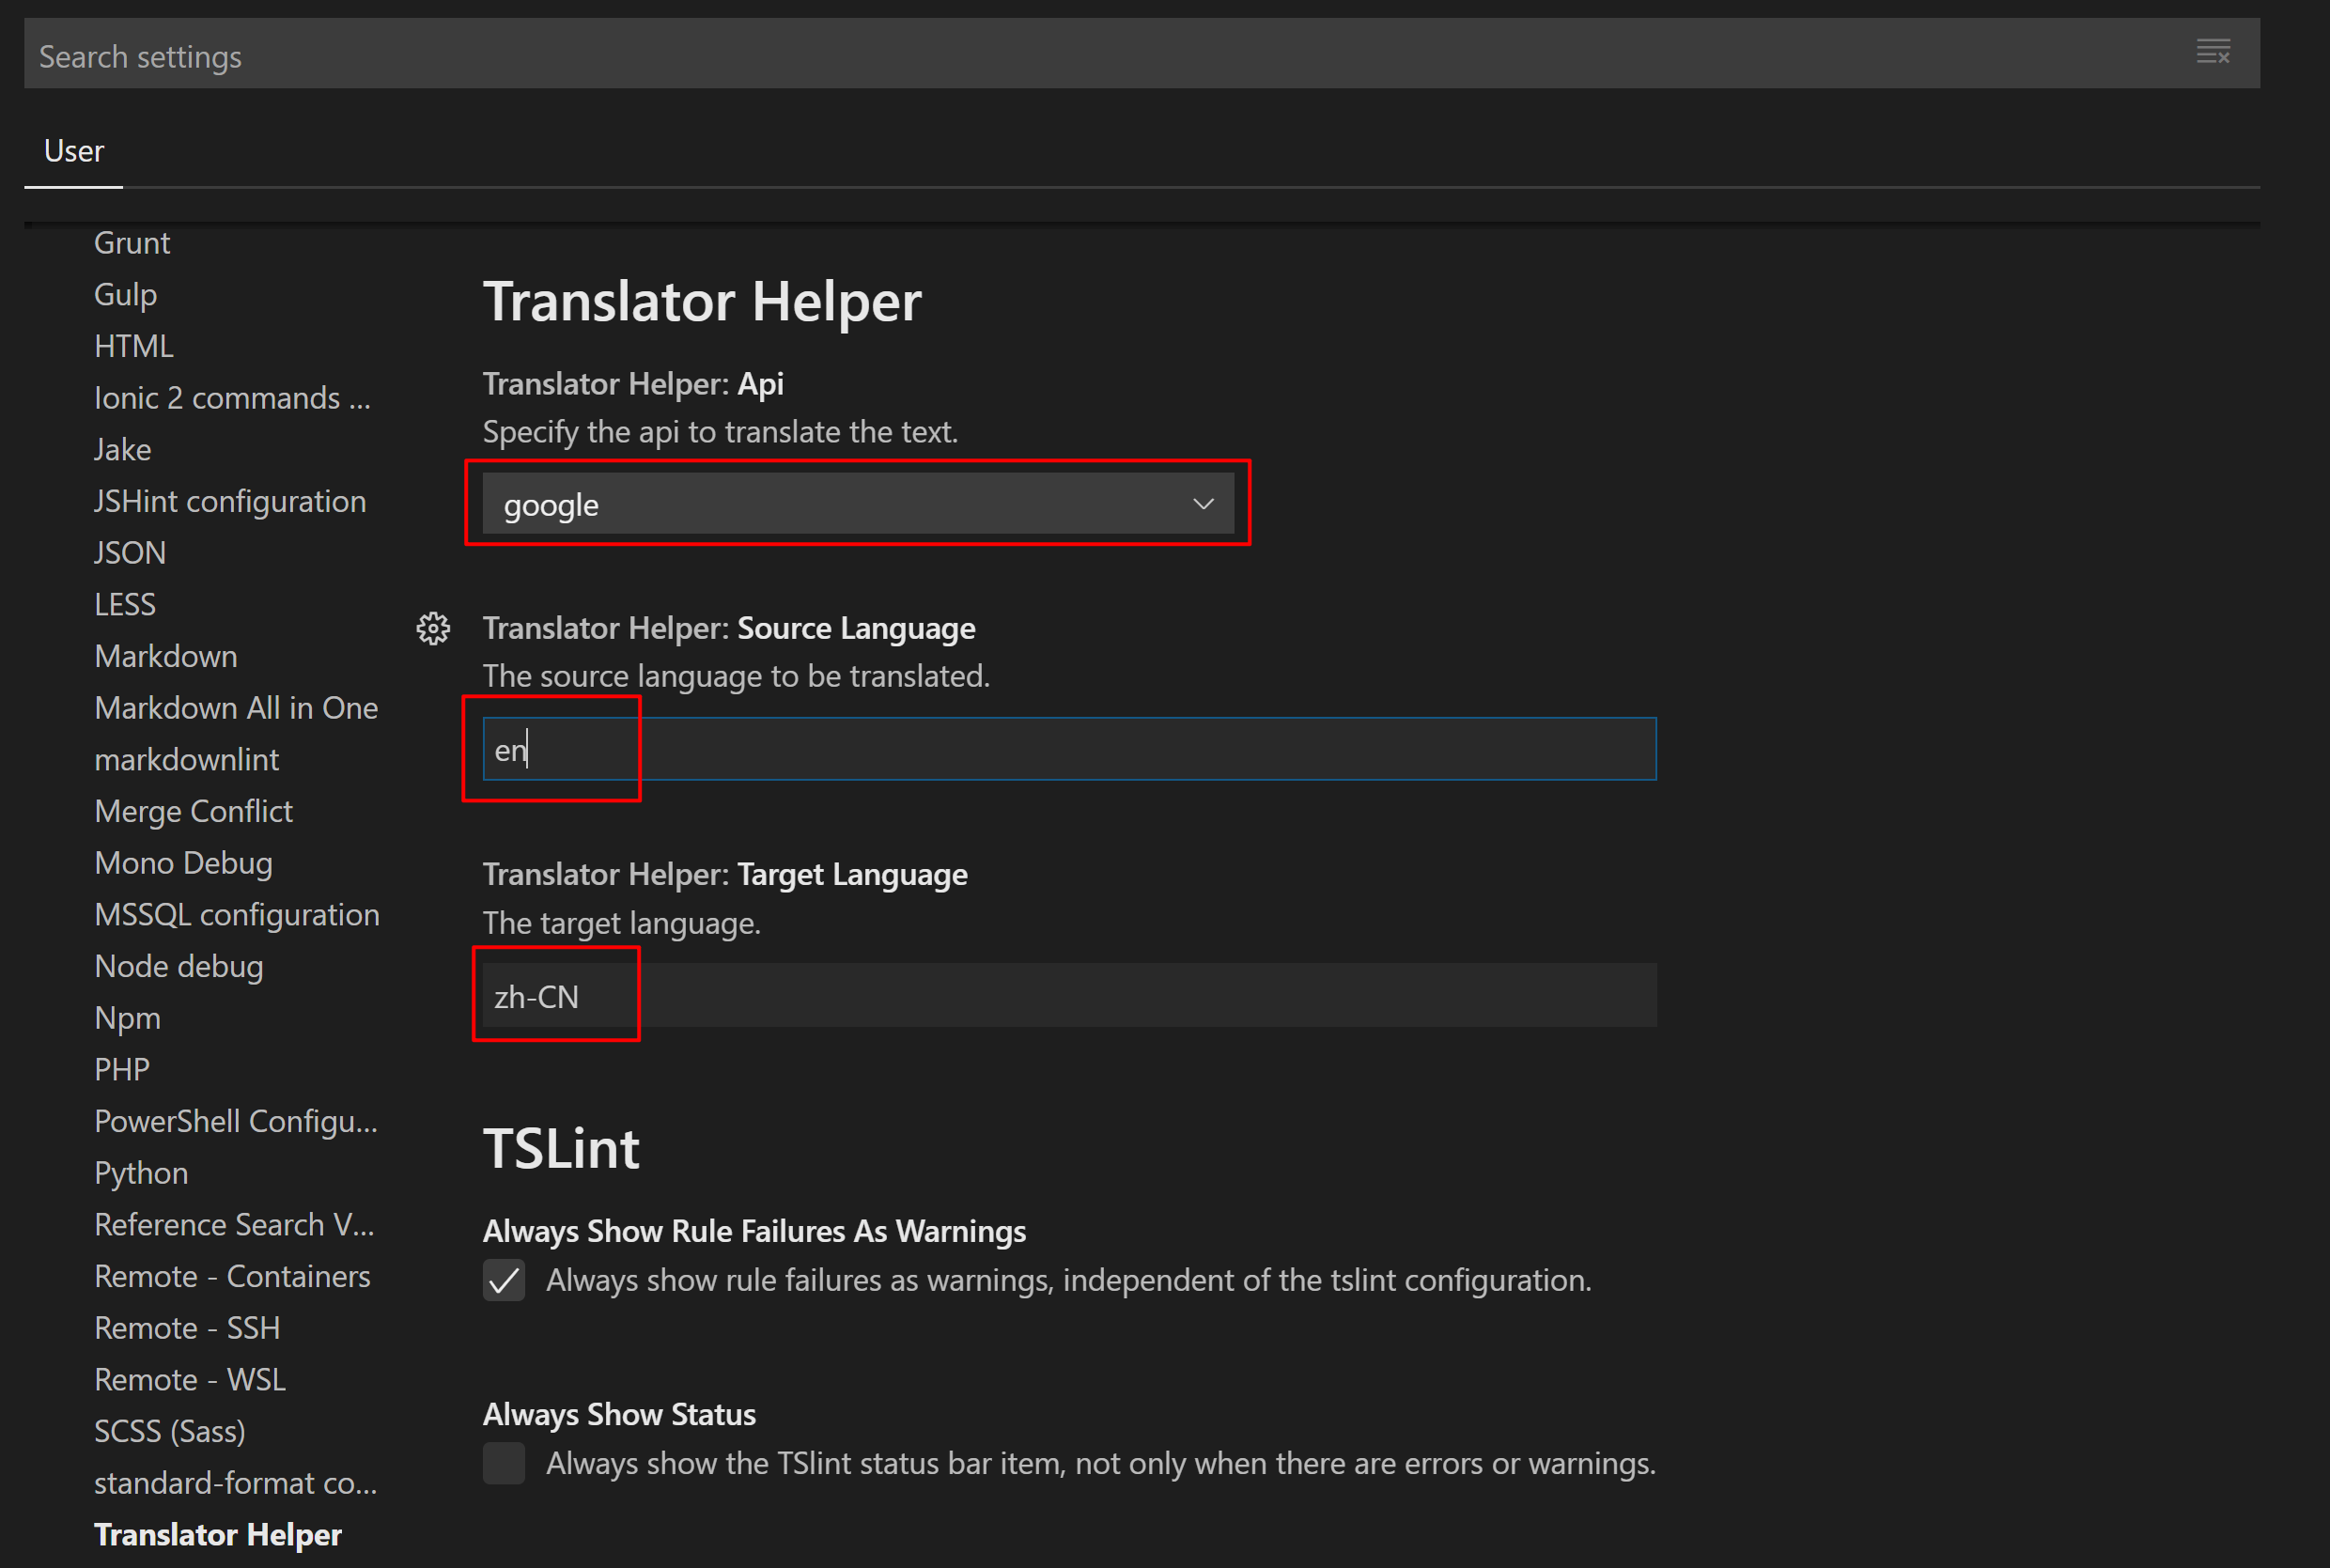 Search settings
User
Grunt
Gulp
HTML
Ionic 2 commands ...
Jake
JSHint configuration
JSON
LESS
Markdown
Markdown All in One
markdownlint
Merge Conflict
Mono Debug
MSSQL configuration
Node debug
Npm
PHP
PowerShell Configu...
Python
Reference Search V...
Remote - Containers
Remote - SSH
Remote - WSL
SCSS (Sass)
standard-format co...
Translator Helper
Translator Helper
Translator Helper: Api
Specify the api to translate the text.
google
Translator Helper: Source Language
The source language to be translated.
en
Translator Helper: Target Language
The target language.
zh-CN
TSLint
Always Show Rule Failures As Warnings
Always show rule failures as warnings, independent of the tslint configuration.
Always Show Status
Always show the TSlint status bar item, not only when there are errors or warnings.